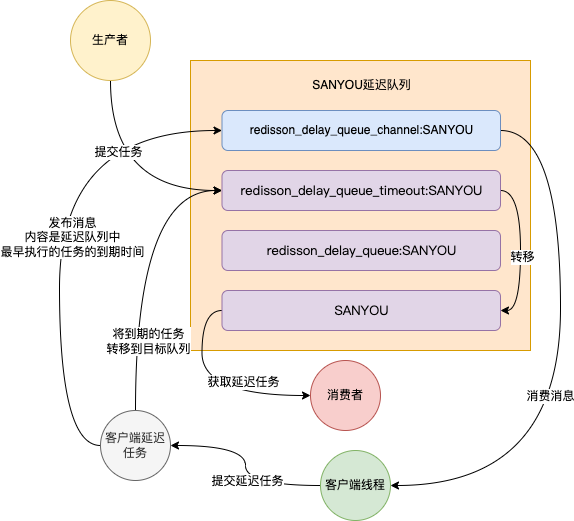 生产者
SANYOU延迟队列
redisson_delay_queue_channel:SANYOU
提交任务
redisson_delay_queue_timeout:SANYOU
发布消息
内容是延迟队列中
最早执行的任务的到期时间
redisson_delay_queue:SANYOU
转移
SANYOU
将到期的任务
转移到目标队列
获取延迟任务
消费者
消费消息
客户端延迟
任务
提交延迟任务
客户端线程